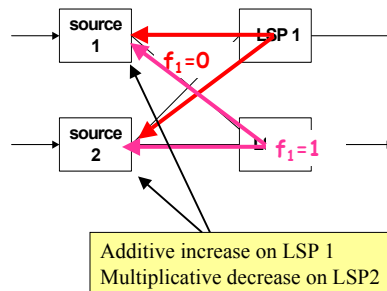 source
1
LSP 1
f₁=0
source
2
f₁=1
Additive increase on LSP 1
Multiplicative decrease on LSP2